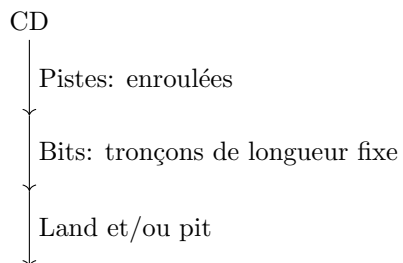 CD
Pistes: enroulées
Bits: tronçons de longueur fixe
Land et/ou pit